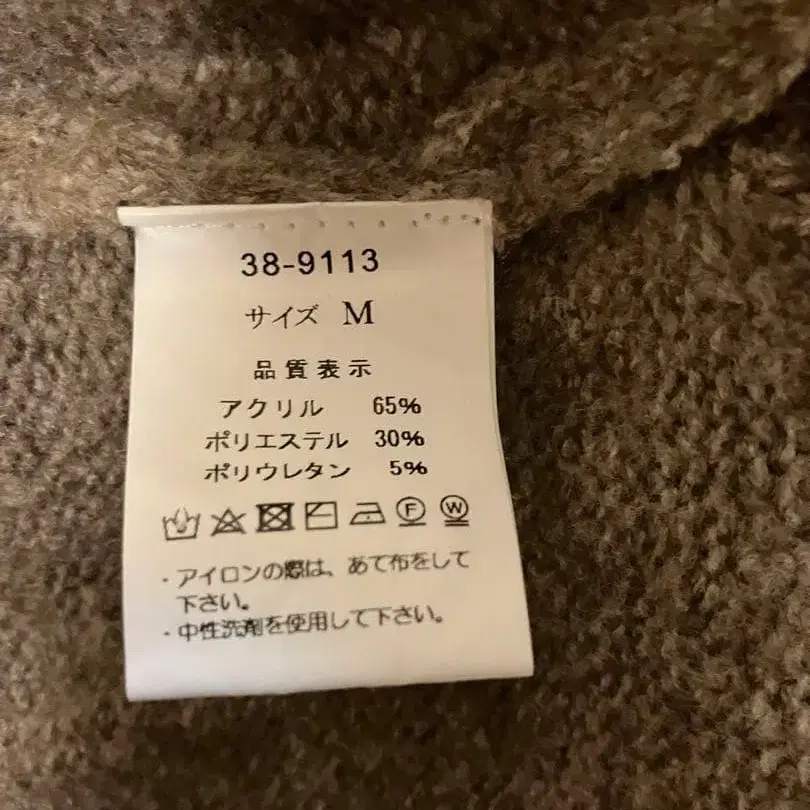 38-9113
サイズ M
品質表示
アクリル 65%
ポリエステル 30%
ポリウレタン 5%
F W
・アイロンの際は、あて布をして
下さい。
・中性洗剤を使用して下さい。